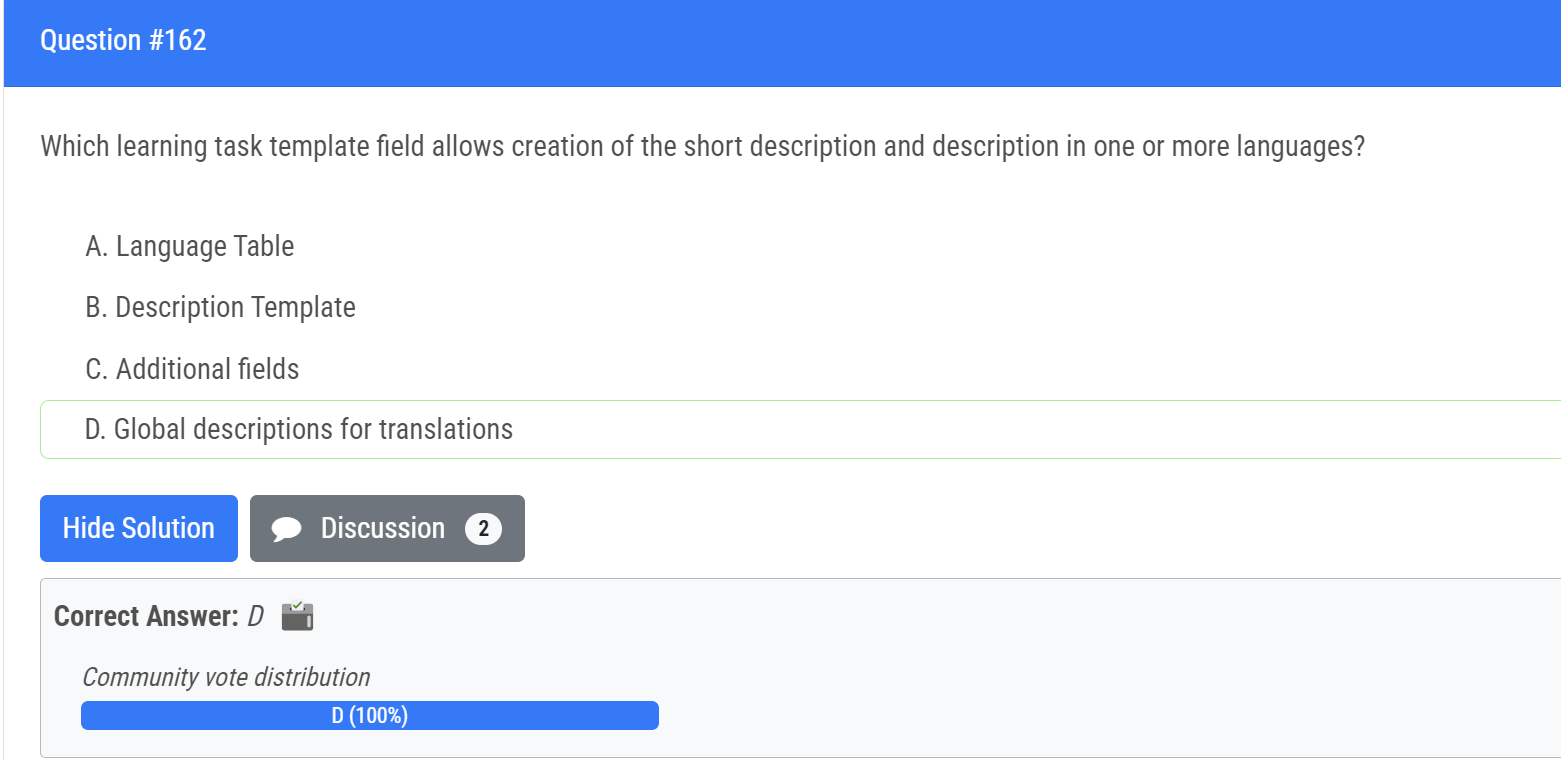 Question #162
Which learning task template field allows creation of the short description and description in one or more languages?
A. Language Table
B. Description Template
C. Additional fields
D. Global descriptions for translations
Hide Solution
Discussion 2
Correct Answer: D
Community vote distribution
D (100%)